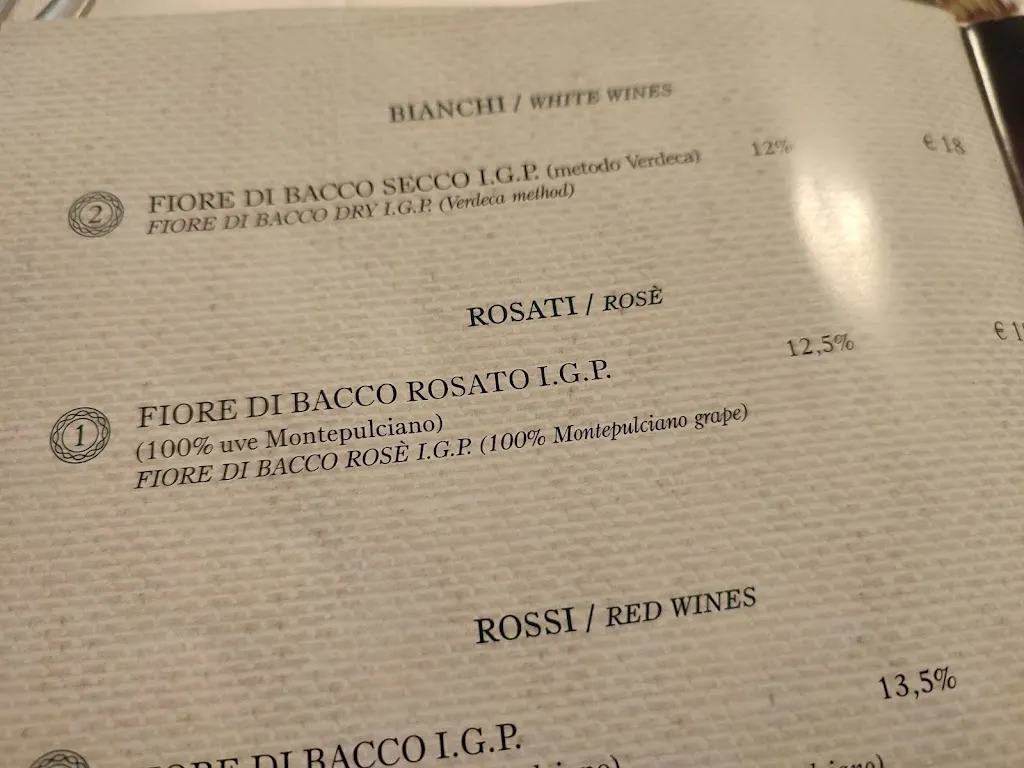 BIANCHI / WHITE WINES
2 FIORE DI BACCO SECCO I.G.P. (metodo Verdeca) 12% € 18
FIORE DI BACCO DRY I.G.P. (Verdeca method)
ROSATI / ROSÈ
1 FIORE DI BACCO ROSATO I.G.P. 12,5% €
(100% uve Montepulciano)
FIORE DI BACCO ROSÈ I.G.P. (100% Montepulciano grape)
ROSSI / RED WINES
13,5%
DI BACCO I.G.P.